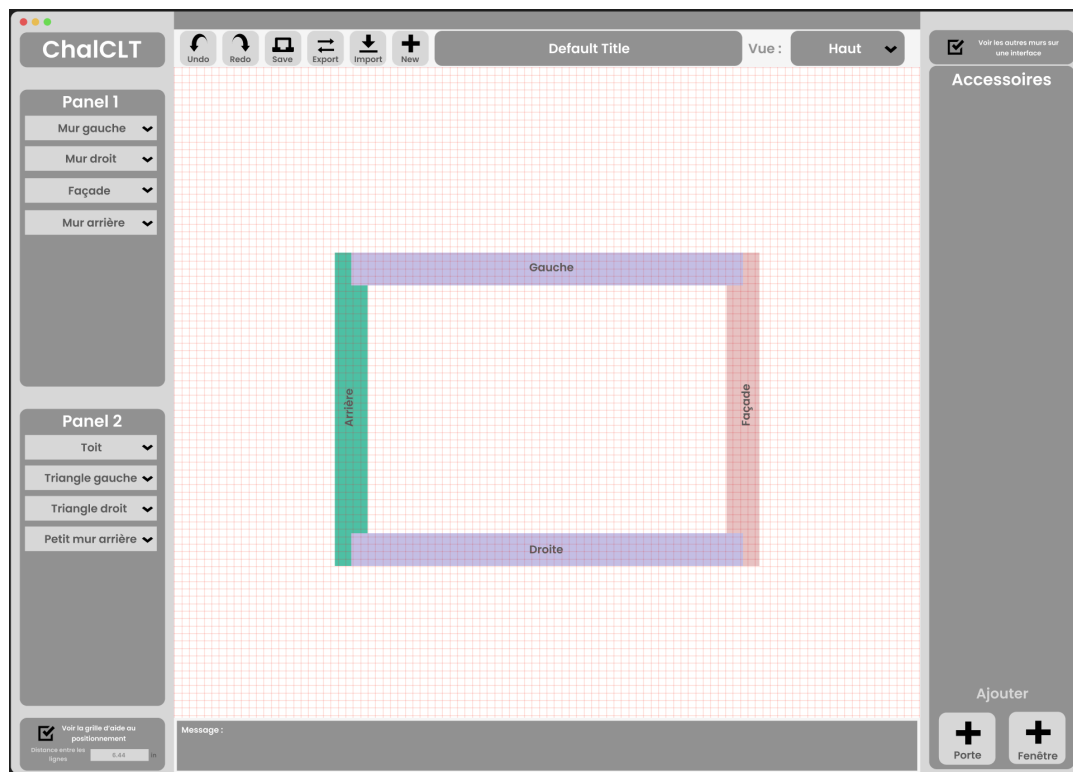 ChalCLT
Undo
Redo
Save
Export
Import
New
Default Title
Vue :
Haut
Voir les autres murs sur
une interface
Panel 1
Mur gauche
Mur droit
Façade
Mur arrière
Panel 2
Toit
Triangle gauche
Triangle droit
Petit mur arrière
Voir la grille d'aide au
positionnement
Distance entre les
lignes
6.44
in
Gauche
Arrière
Façade
Droite
Message :
Accessoires
Ajouter
Porte
Fenêtre